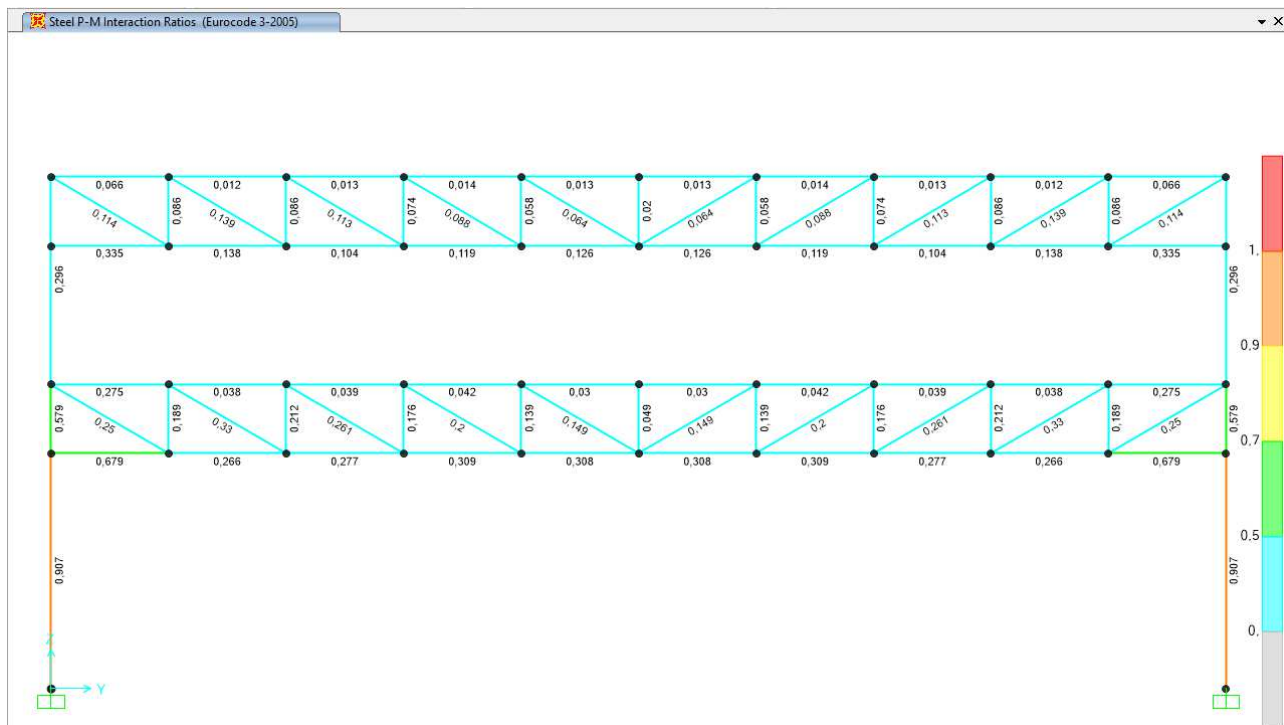 Steel P-M Interaction Ratios (Eurocode 3-2005)
0,066 0,012 0,013 0,014 0,013 0,013 0,014 0,013 0,012 0,066
0,114 0,086 0,139 0,086 0,113 0,074 0,088 0,058 0,064 0,02 0,064 0,058 0,088 0,074 0,113 0,086 0,139 0,086 0,114
0,335 0,138 0,104 0,119 0,126 0,126 0,119 0,104 0,138 0,335
1,
0,296 0,296
0,9
0,275 0,038 0,039 0,042 0,03 0,03 0,042 0,039 0,038 0,275
0,579 0,25 0,189 0,33 0,212 0,261 0,176 0,2 0,139 0,149 0,049 0,149 0,139 0,2 0,176 0,261 0,212 0,33 0,189 0,25 0,579
0,7
0,679 0,266 0,277 0,309 0,308 0,308 0,309 0,277 0,266 0,679
0,5
0,907 0,907
0,
Z
Y